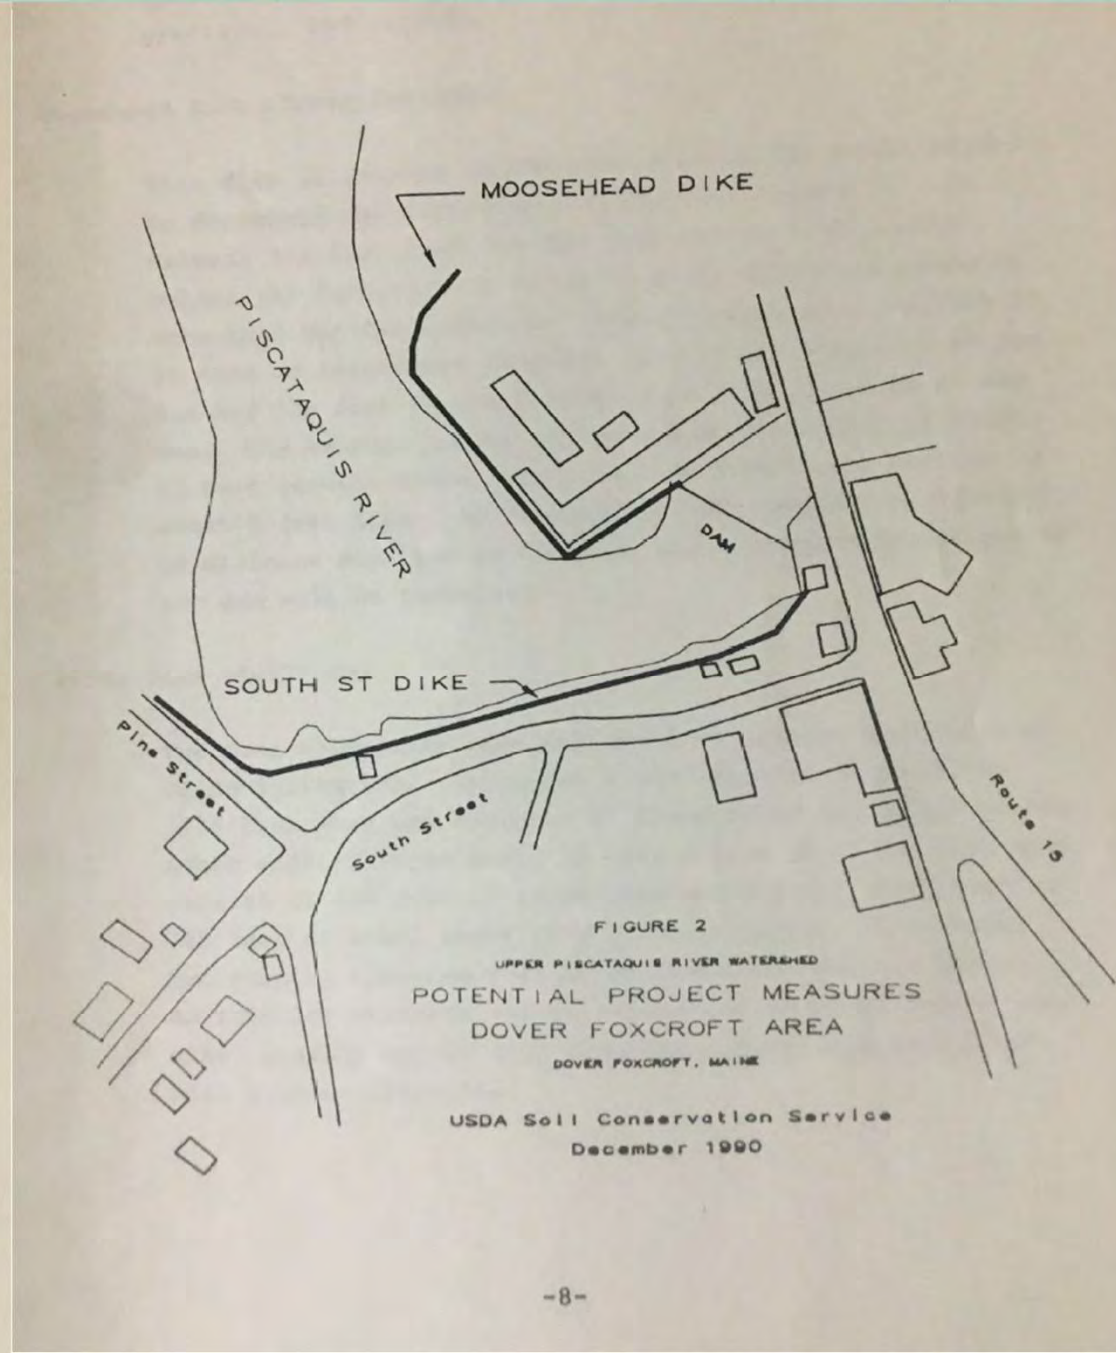 MOOSEHEAD DIKE
PISCATAQUIS RIVER
DAM
SOUTH ST DIKE
Pine Street
South Street
Route 15
FIGURE 2
UPPER PISCATAQUIS RIVER WATERSHED
POTENTIAL PROJECT MEASURES
DOVER FOXCROFT AREA
DOVER FOXCROFT, MAINE
USDA Soil Conservation Service
December 1990
-8-